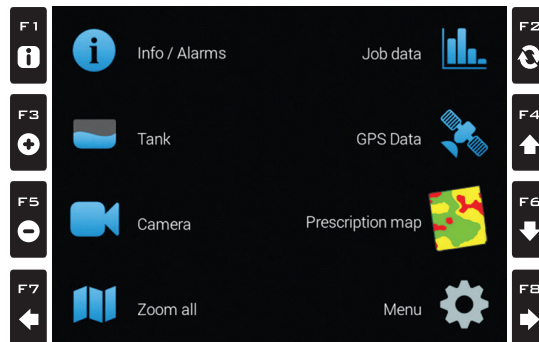 F1
Info / Alarms
Job data
F2
F3
Tank
GPS Data
F4
F5
Camera
Prescription map
F6
F7
Zoom all
Menu
F8